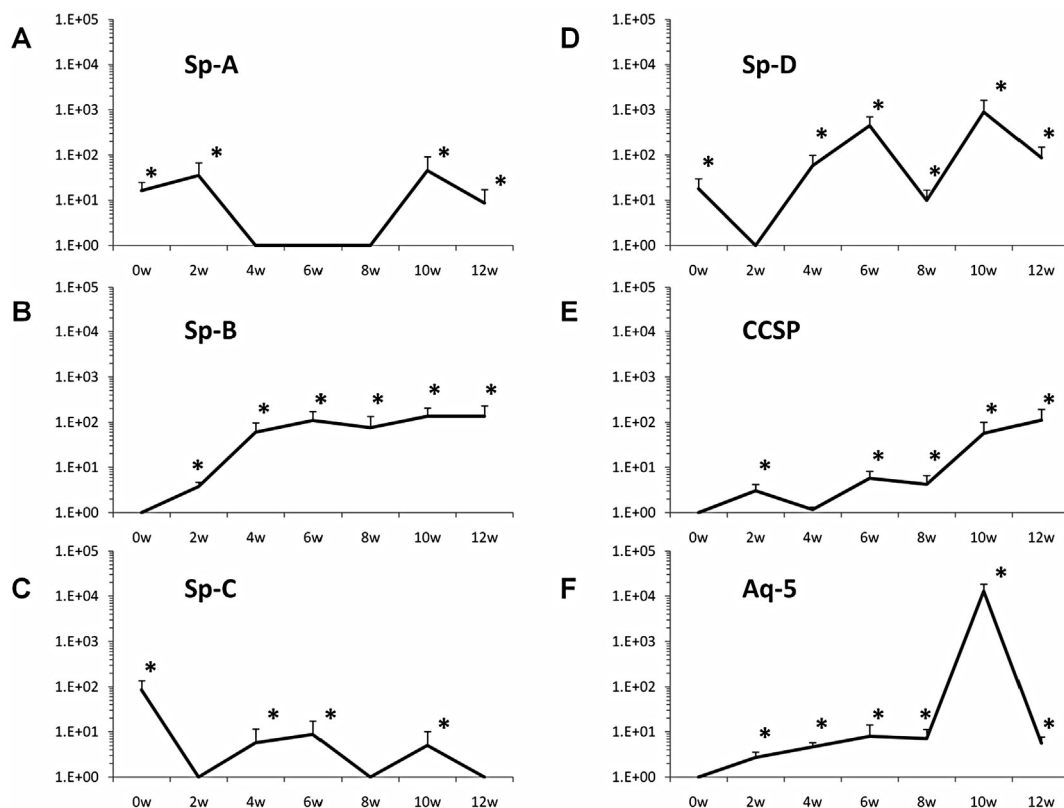 A
Sp-A
1.E+05
1.E+04
1.E+03
1.E+02
1.E+01
1.E+00
* * * *
0w 2w 4w 6w 8w 10w 12w
B
Sp-B
1.E+05
1.E+04
1.E+03
1.E+02
1.E+01
1.E+00
* * * * * *
0w 2w 4w 6w 8w 10w 12w
C
Sp-C
1.E+05
1.E+04
1.E+03
1.E+02
1.E+01
1.E+00
* * * *
0w 2w 4w 6w 8w 10w 12w
D
Sp-D
1.E+05
1.E+04
1.E+03
1.E+02
1.E+01
1.E+00
* * * * * *
0w 2w 4w 6w 8w 10w 12w
E
CCSP
1.E+05
1.E+04
1.E+03
1.E+02
1.E+01
1.E+00
* * * * *
0w 2w 4w 6w 8w 10w 12w
F
Aq-5
1.E+05
1.E+04
1.E+03
1.E+02
1.E+01
1.E+00
* * * * * *
0w 2w 4w 6w 8w 10w 12w